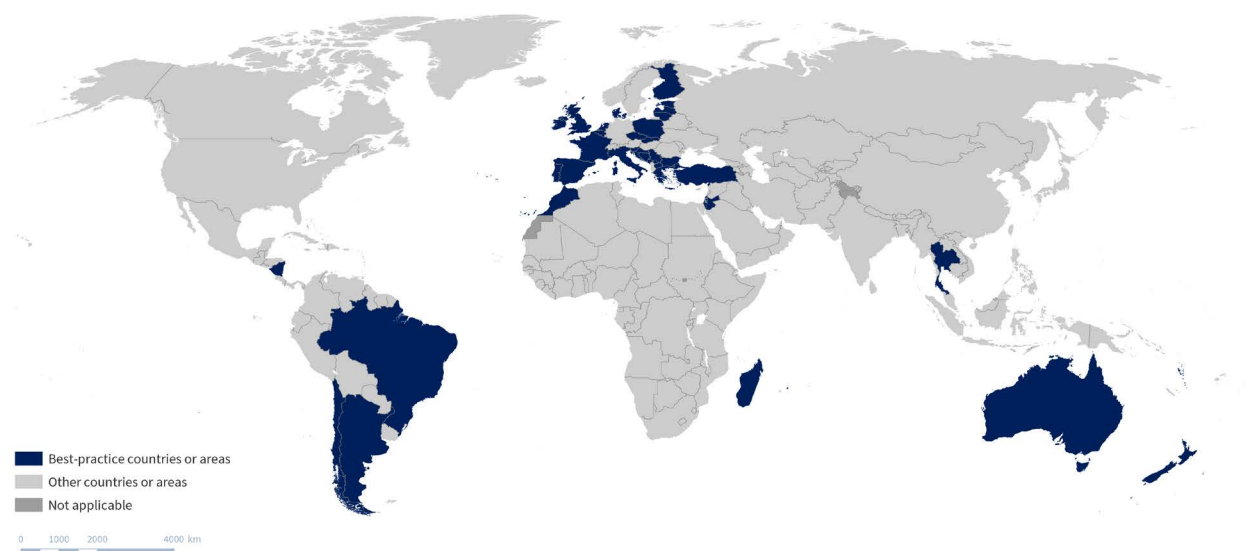 Best-practice countries or areas
Other countries or areas
Not applicable
0 1000 2000 4000 km